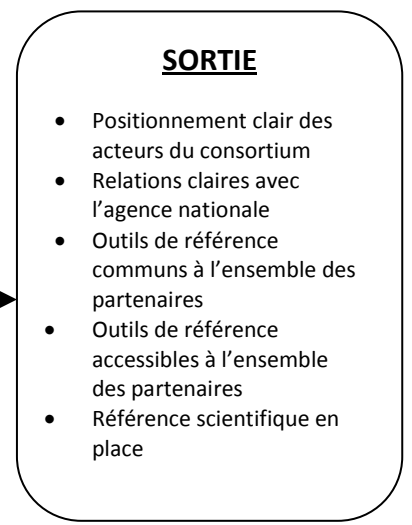 SORTIE
• Positionnement clair des
acteurs du consortium
• Relations claires avec
l’agence nationale
• Outils de référence
communs à l’ensemble des
partenaires
• Outils de référence
accessibles à l’ensemble
des partenaires
• Référence scientifique en
place